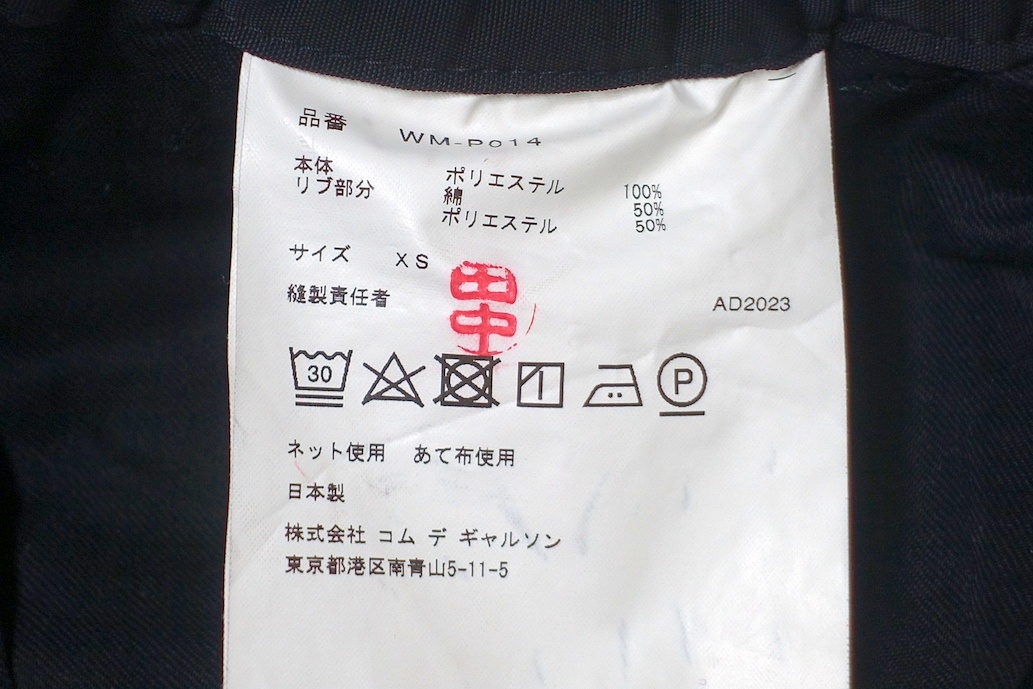 品番 WM-P014
本体 ポリエステル 100%
リブ部分 綿 50%
ポリエステル 50%
サイズ XS
縫製責任者 田中 AD2023
30 P
ネット使用 あて布使用
日本製
株式会社 コム デ ギャルソン
東京都港区南青山5-11-5